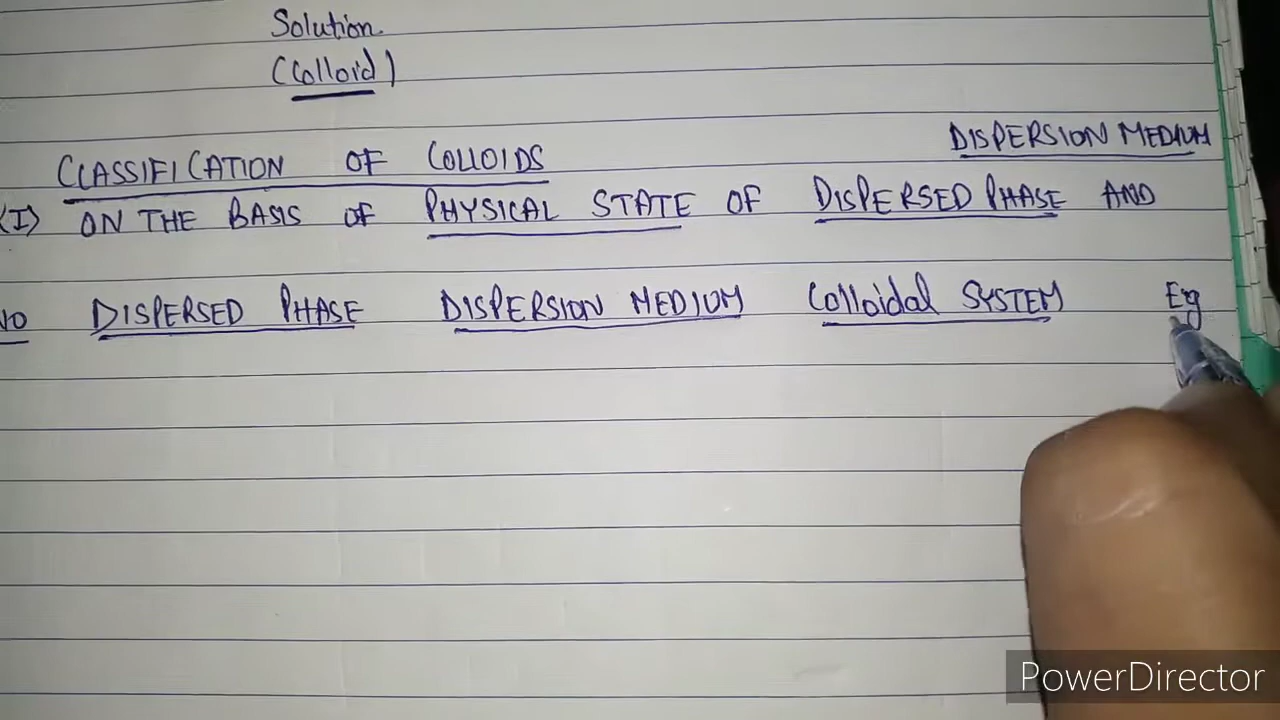 Solution
(Colloid)
CLASSIFICATION OF COLLOIDS
DISPERSION MEDIUM
(I) ON THE BASIS OF PHYSICAL STATE OF DISPERSED PHASE AND
NO DISPERSED PHASE DISPERSION MEDIUM Colloidal SYSTEM Eg
PowerDirector